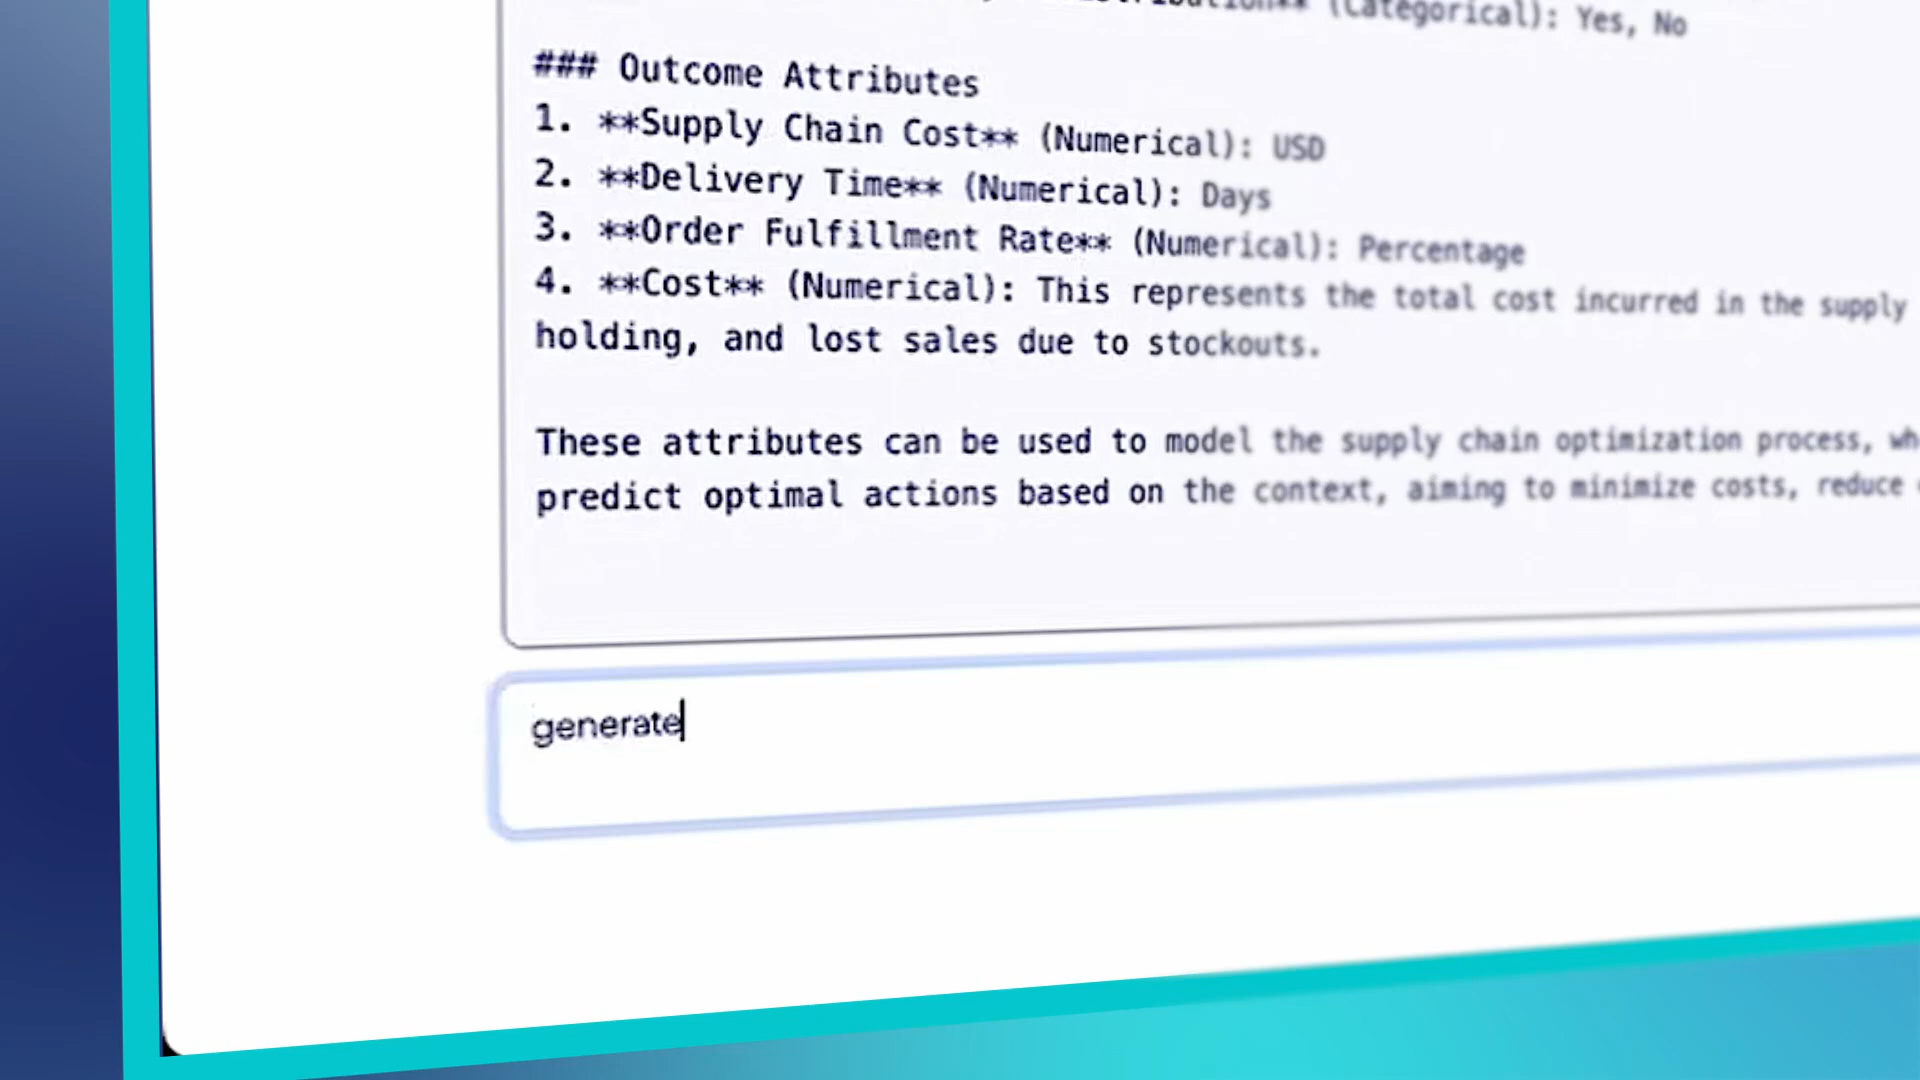 (Categorical): Yes, No
### Outcome Attributes
1. **Supply Chain Cost** (Numerical): USD
2. **Delivery Time** (Numerical): Days
3. **Order Fulfillment Rate** (Numerical): Percentage
4. **Cost** (Numerical): This represents the total cost incurred in the supply
holding, and lost sales due to stockouts.
These attributes can be used to model the supply chain optimization process,
predict optimal actions based on the context, aiming to minimize costs, reduce
generate